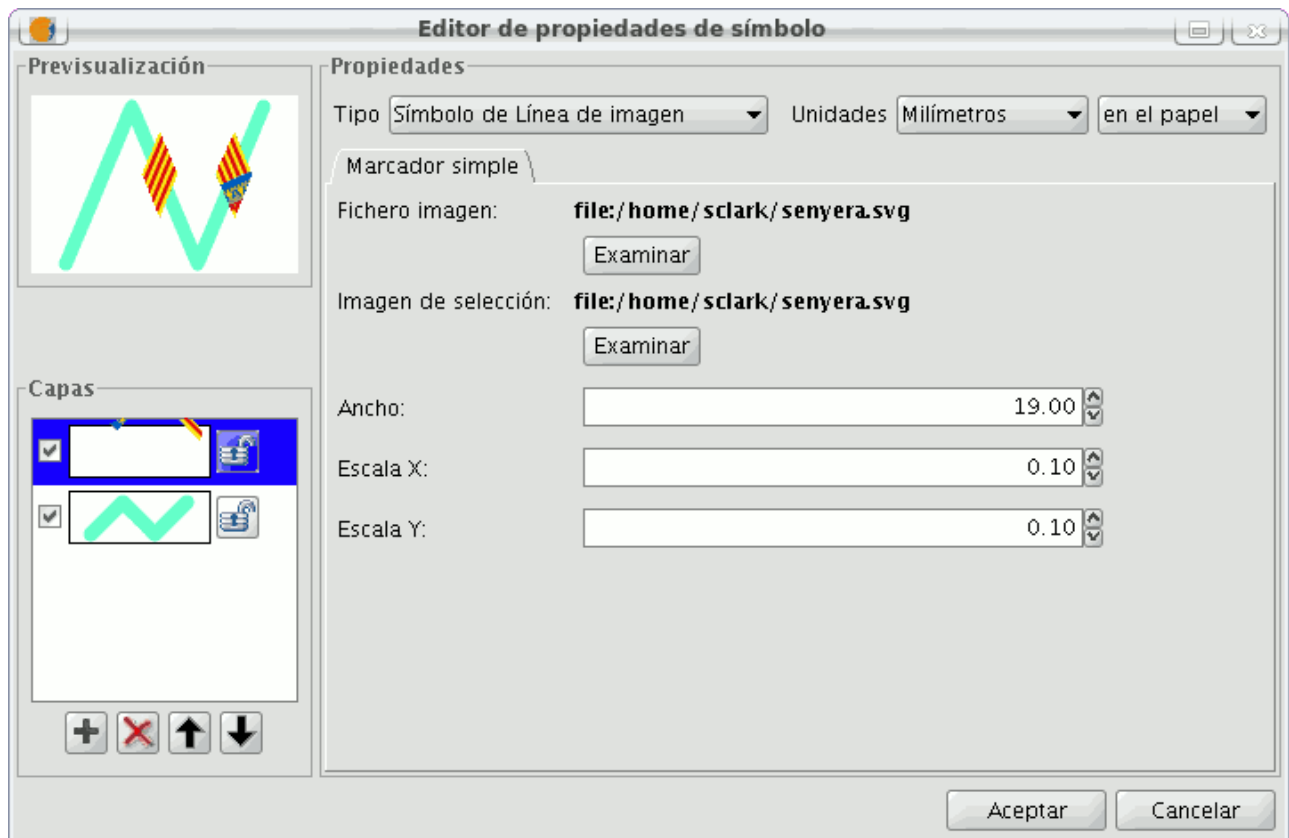 Editor de propiedades de símbolo
Previsualización
Propiedades
Tipo Símbolo de Línea de imagen Unidades Milímetros en el papel
Marcador simple
Fichero imagen: file:/home/sclark/senyera.svg
Examinar
Imagen de selección: file:/home/sclark/senyera.svg
Examinar
Capas
Ancho: 19.00
Escala X: 0.10
Escala Y: 0.10
Aceptar Cancelar